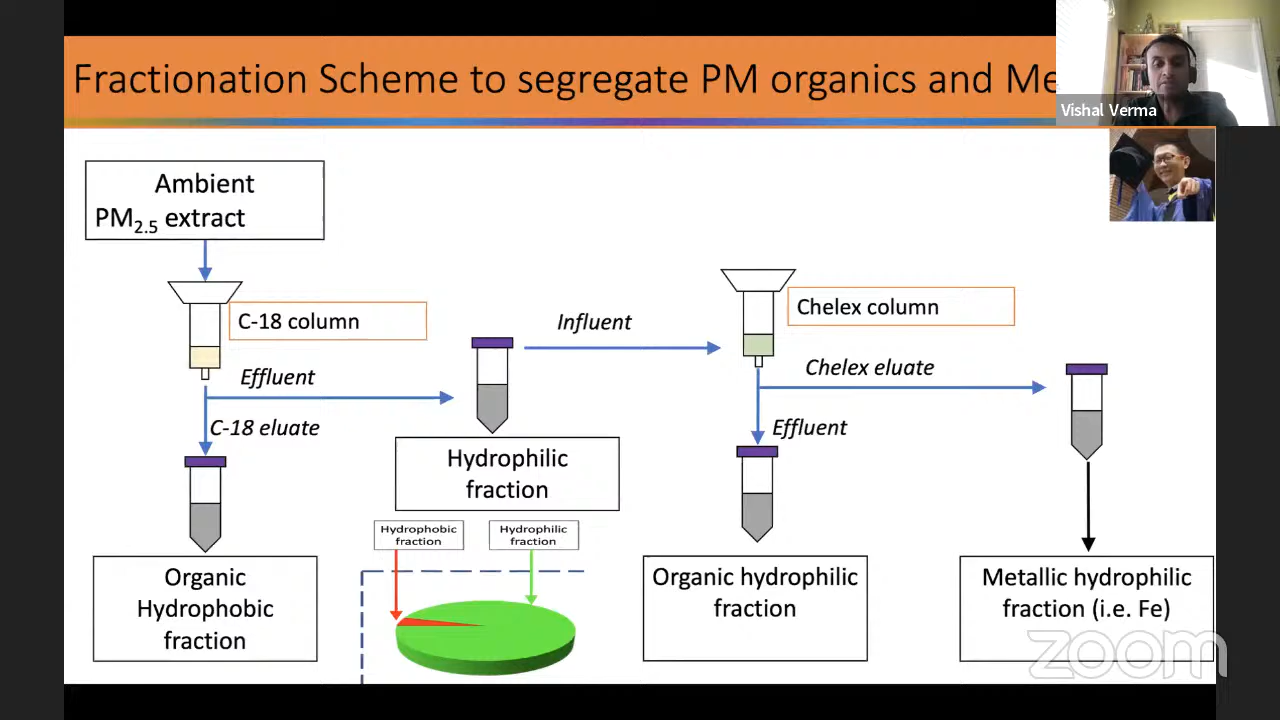 Fractionation Scheme to segregate PM organics and Me
Vishal Verma
Ambient
PM2.5 extract
C-18 column
Effluent
C-18 eluate
Influent
Chelex column
Chelex eluate
Effluent
Hydrophilic
fraction
Hydrophobic
fraction
Hydrophilic
fraction
Organic
Hydrophobic
fraction
Organic hydrophilic
fraction
Metallic hydrophilic
fraction (i.e. Fe)
zoom